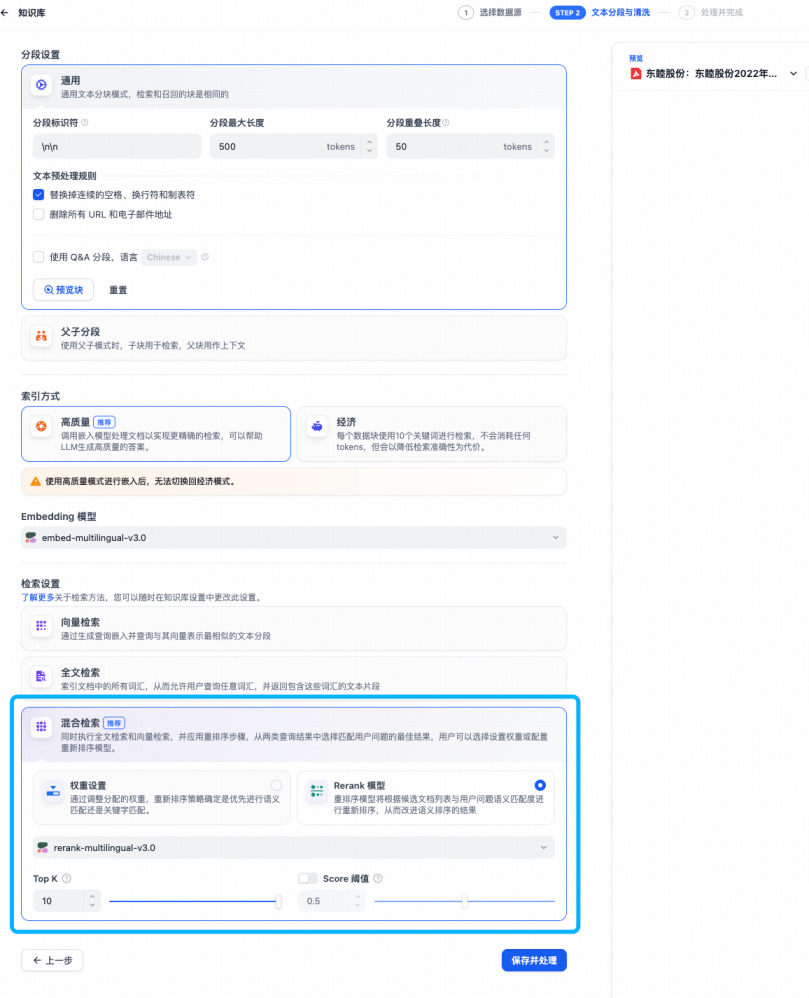 知识库
1 选择数据源
STEP 2 文本分段与清洗
3 处理并完成
分段设置
通用
通用文本分块模式，检索和召回的块是相同的
分段标识符
分段最大长度
分段重叠长度
\n\n
500 tokens
50 tokens
文本预处理规则
替换掉连续的空格、换行符和制表符
删除所有 URL 和电子邮件地址
使用 Q&A 分段，语言 Chinese
预览块
重置
父子分段
使用父子模式时，子块用于检索，父块用作上下文
索引方式
高质量 推荐
调用嵌入模型处理文档以实现更精确的检索，可以帮助
LLM生成高质量的答案。
经济
每个数据块使用10个关键词进行检索，不会消耗任何
tokens，但会以降低检索准确性为代价。
使用高质量模式进行嵌入后，无法切换回经济模式。
Embedding 模型
embed-multilingual-v3.0
检索设置
了解更多关于检索方法，您可以随时在知识库设置中更改此设置。
向量检索
通过生成查询嵌入并查询与其向量表示最相似的文本分段
全文检索
索引文档中的所有词汇，从而允许用户查询任意词汇，并返回包含这些词汇的文本片段
混合检索 推荐
同时执行全文检索和向量检索，并应用重排序步骤，从两类查询结果中选择匹配用户问题的最佳结果，用户可以选择设置权重或配置
重新排序模型。
权重设置
通过调整分配的权重，重新排序策略确定是优先进行语义
匹配还是关键字匹配。
Rerank 模型
重排序模型将根据候选文档列表与用户问题语义匹配度进
行重新排序，从而改进语义排序的结果
rerank-multilingual-v3.0
Top K
Score 阈值
10
0.5
上一步
保存并处理
预览
东睦股份：东睦股份2022年...